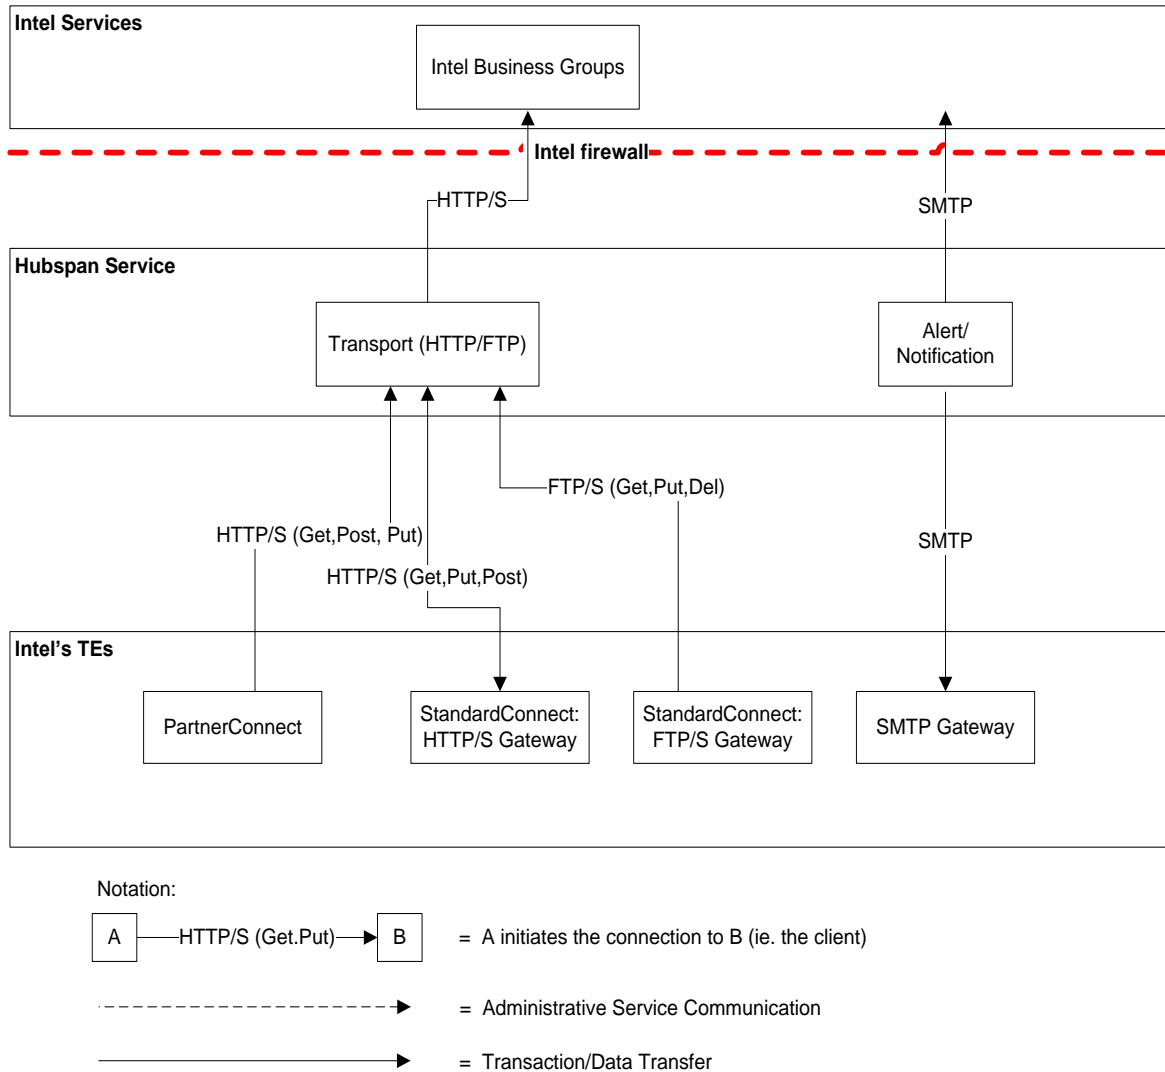 Intel Services
Intel Business Groups
Intel firewall
HTTP/S
SMTP
Hubspan Service
Transport (HTTP/FTP)
Alert/
Notification
FTP/S (Get,Put,Del)
HTTP/S (Get,Post, Put)
SMTP
HTTP/S (Get,Put,Post)
Intel’s TEs
PartnerConnect
StandardConnect:
HTTP/S Gateway
StandardConnect:
FTP/S Gateway
SMTP Gateway
Notation:
A
HTTP/S (Get.Put)
B
= A initiates the connection to B (ie. the client)
= Administrative Service Communication
= Transaction/Data Transfer